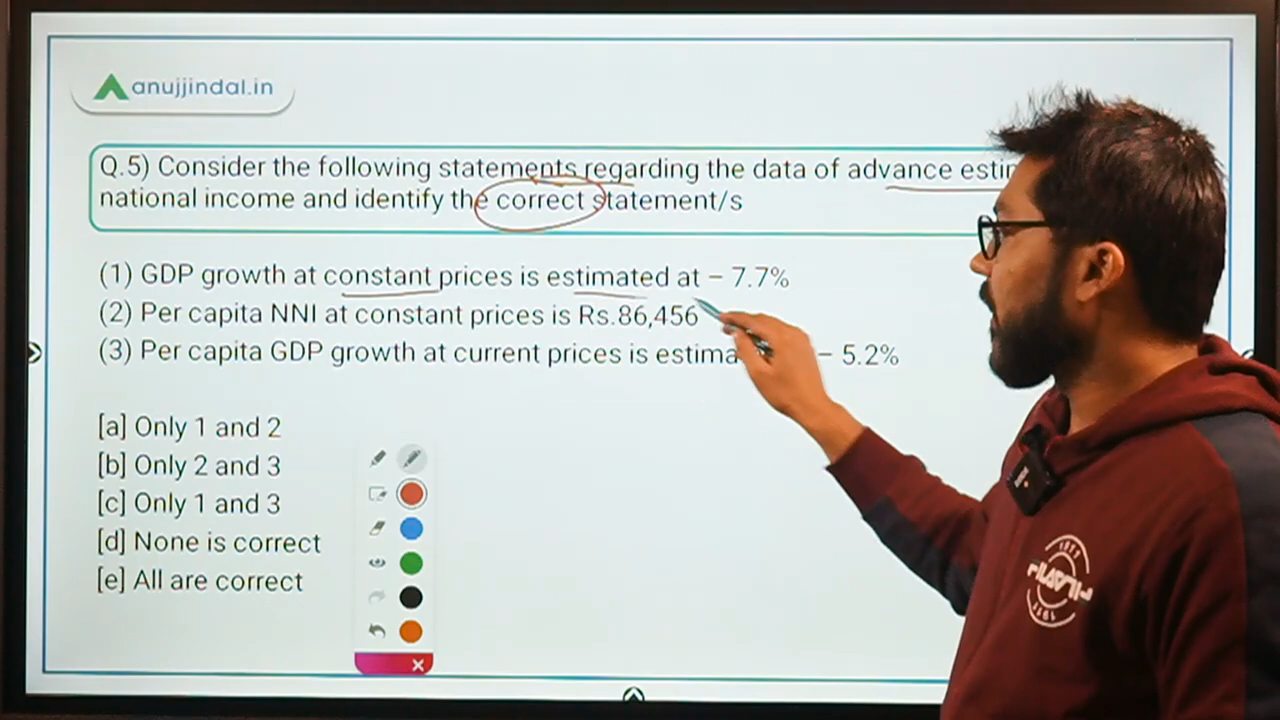 anujjindal.in
Q.5) Consider the following statements regarding the data of advance
national income and identify the correct statement/s
(1) GDP growth at constant prices is estimated at – 7.7%
(2) Per capita NNI at constant prices is Rs.86,456
(3) Per capita GDP growth at current prices is – 5.2%
[a] Only 1 and 2
[b] Only 2 and 3
[c] Only 1 and 3
[d] None is correct
[e] All are correct